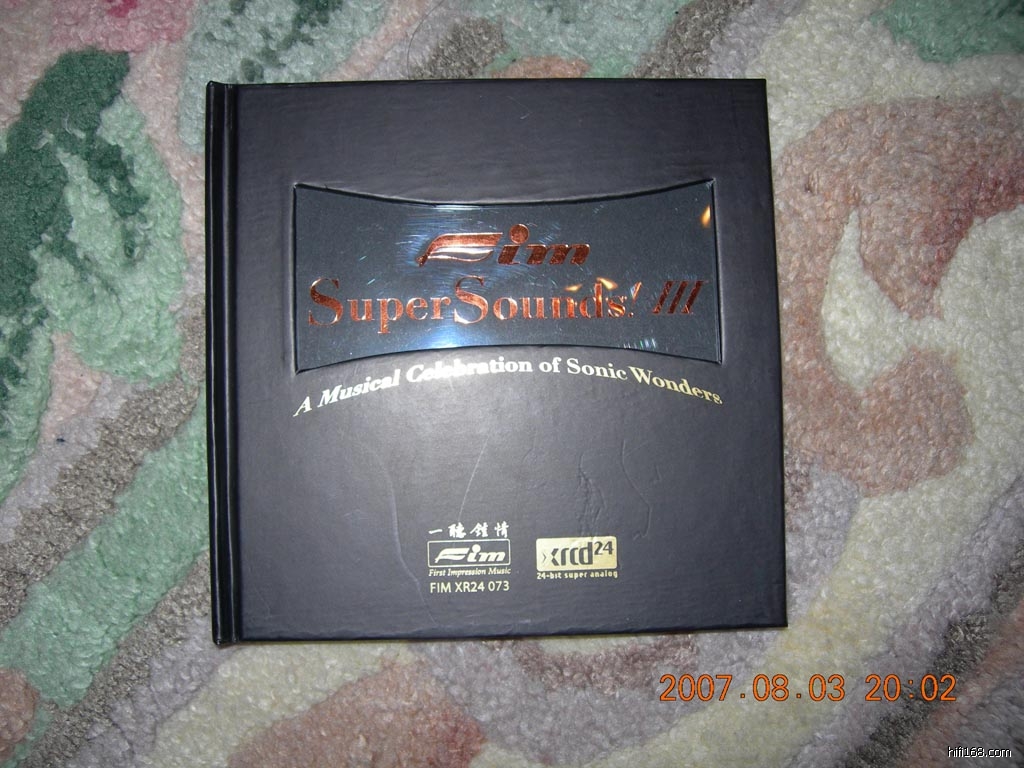 Fim
SuperSounds! III
A Musical Celebration of Sonic Wonders
一聽鍾情
Fim
First Impression Music
FIM XR24 073
xrcd24
24-bit super analog
2007.08.03 20:02
hifi168.com